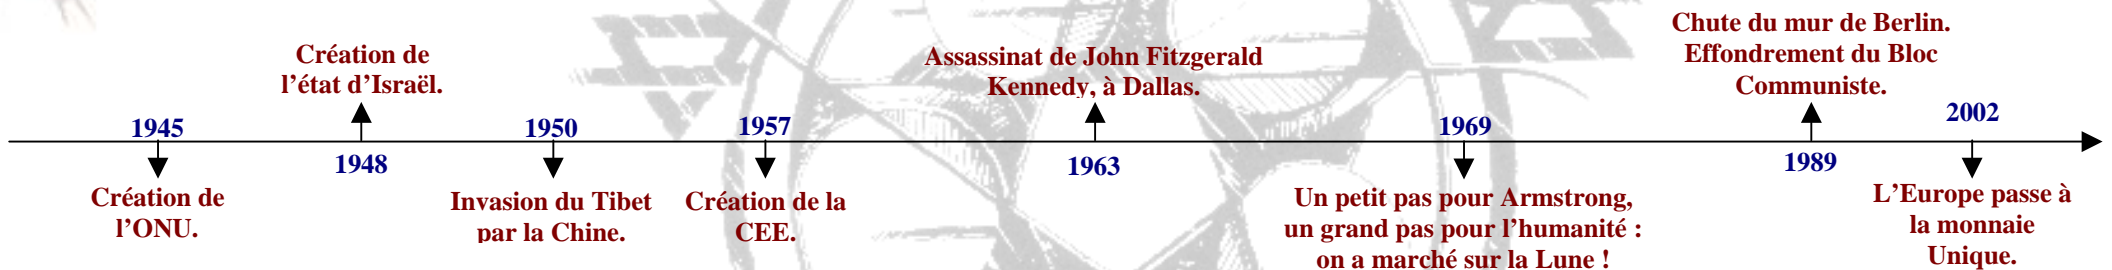 1945
Création de
l'ONU.
Création de
l'état d'Israël.
1948
1950
Invasion du Tibet
par la Chine.
1957
Création de la
CEE.
Assassinat de John Fitzgerald
Kennedy, à Dallas.
1963
1969
Un petit pas pour Armstrong,
un grand pas pour l'humanité :
on a marché sur la Lune !
Chute du mur de Berlin.
Effondrement du Bloc
Communiste.
1989
2002
L'Europe passe à
la monnaie
Unique.